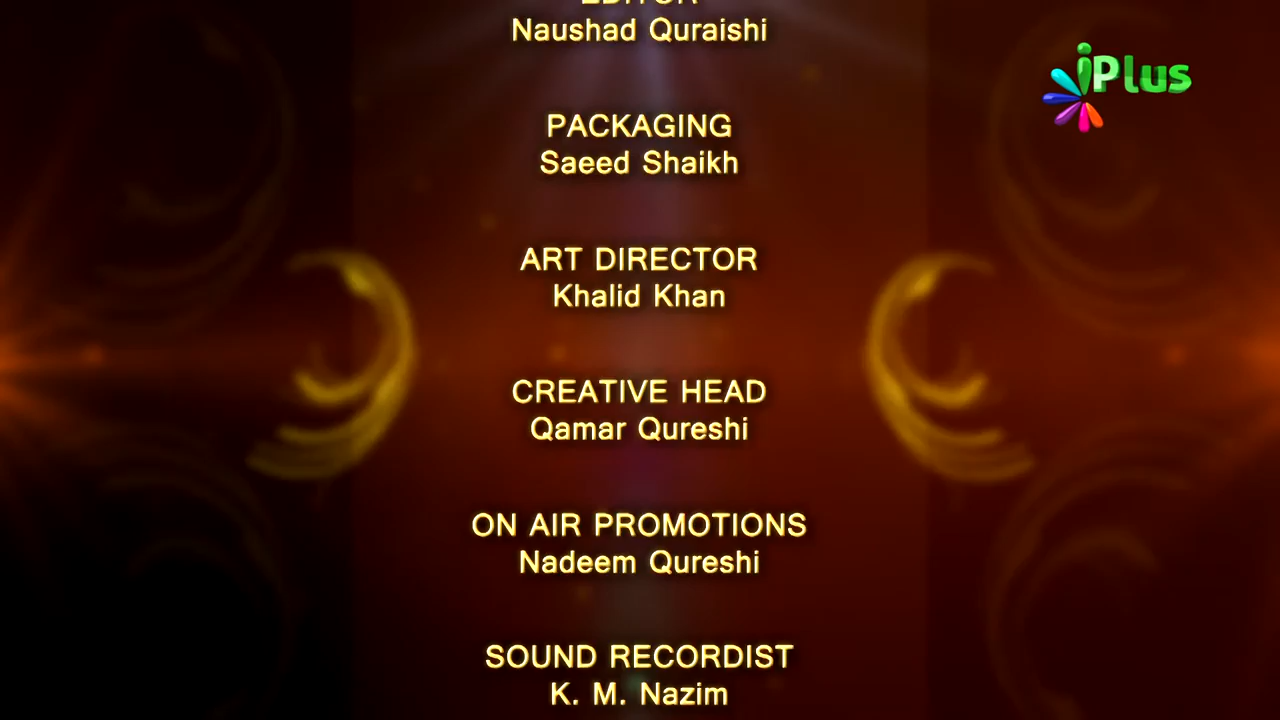 EDITOR
Naushad Quraishi
iPlus
PACKAGING
Saeed Shaikh
ART DIRECTOR
Khalid Khan
CREATIVE HEAD
Qamar Qureshi
ON AIR PROMOTIONS
Nadeem Qureshi
SOUND RECORDIST
K. M. Nazim